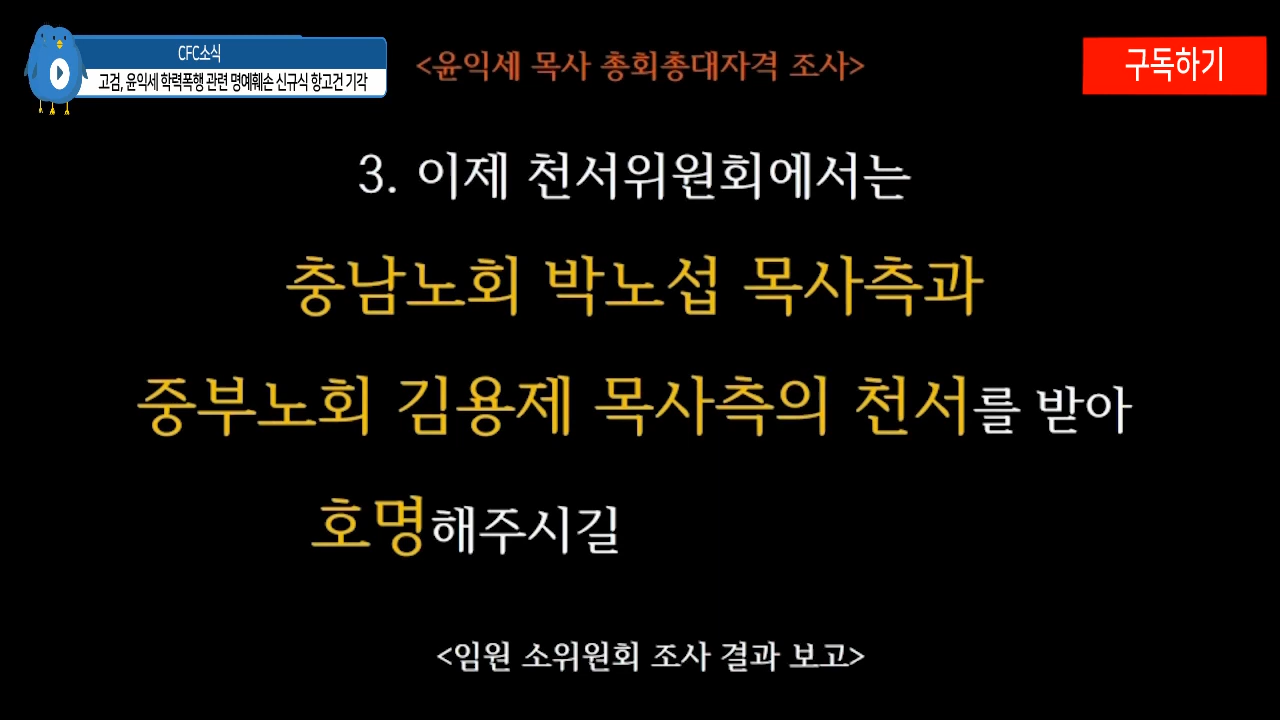 CFC소식
고검, 윤익세 학력폭행 관련 명예훼손 신규식 항고건 기각
<윤익세 목사 총회총대자격 조사>
구독하기
3. 이제 천서위원회에서는
충남노회 박노섭 목사측과
중부노회 김용제 목사측의 천서를 받아
호명해주시길
<임원 소위원회 조사 결과 보고>